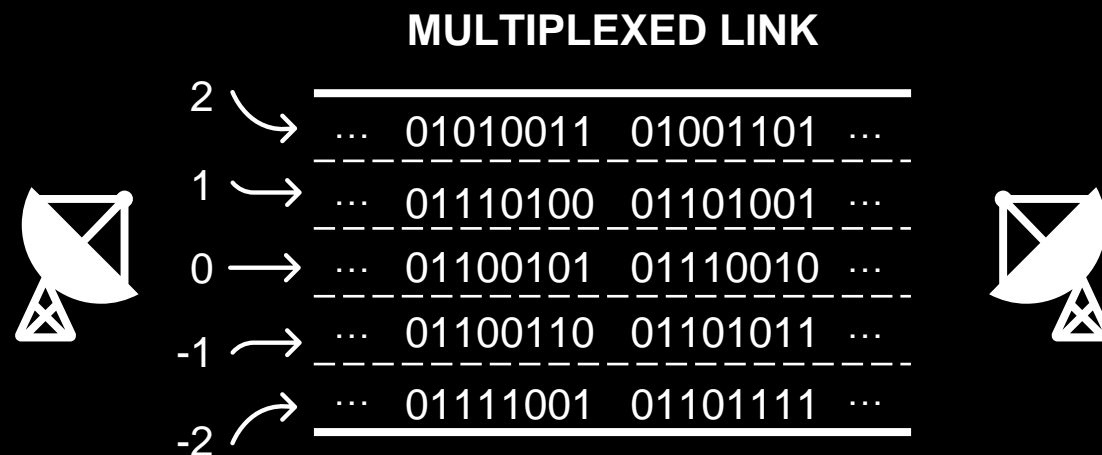 MULTIPLEXED LINK
2 ... 01010011 01001101 ...
1 ... 01110100 01101001 ...
0 ... 01100101 01110010 ...
-1 ... 01100110 01101011 ...
-2 ... 01111001 01101111 ...